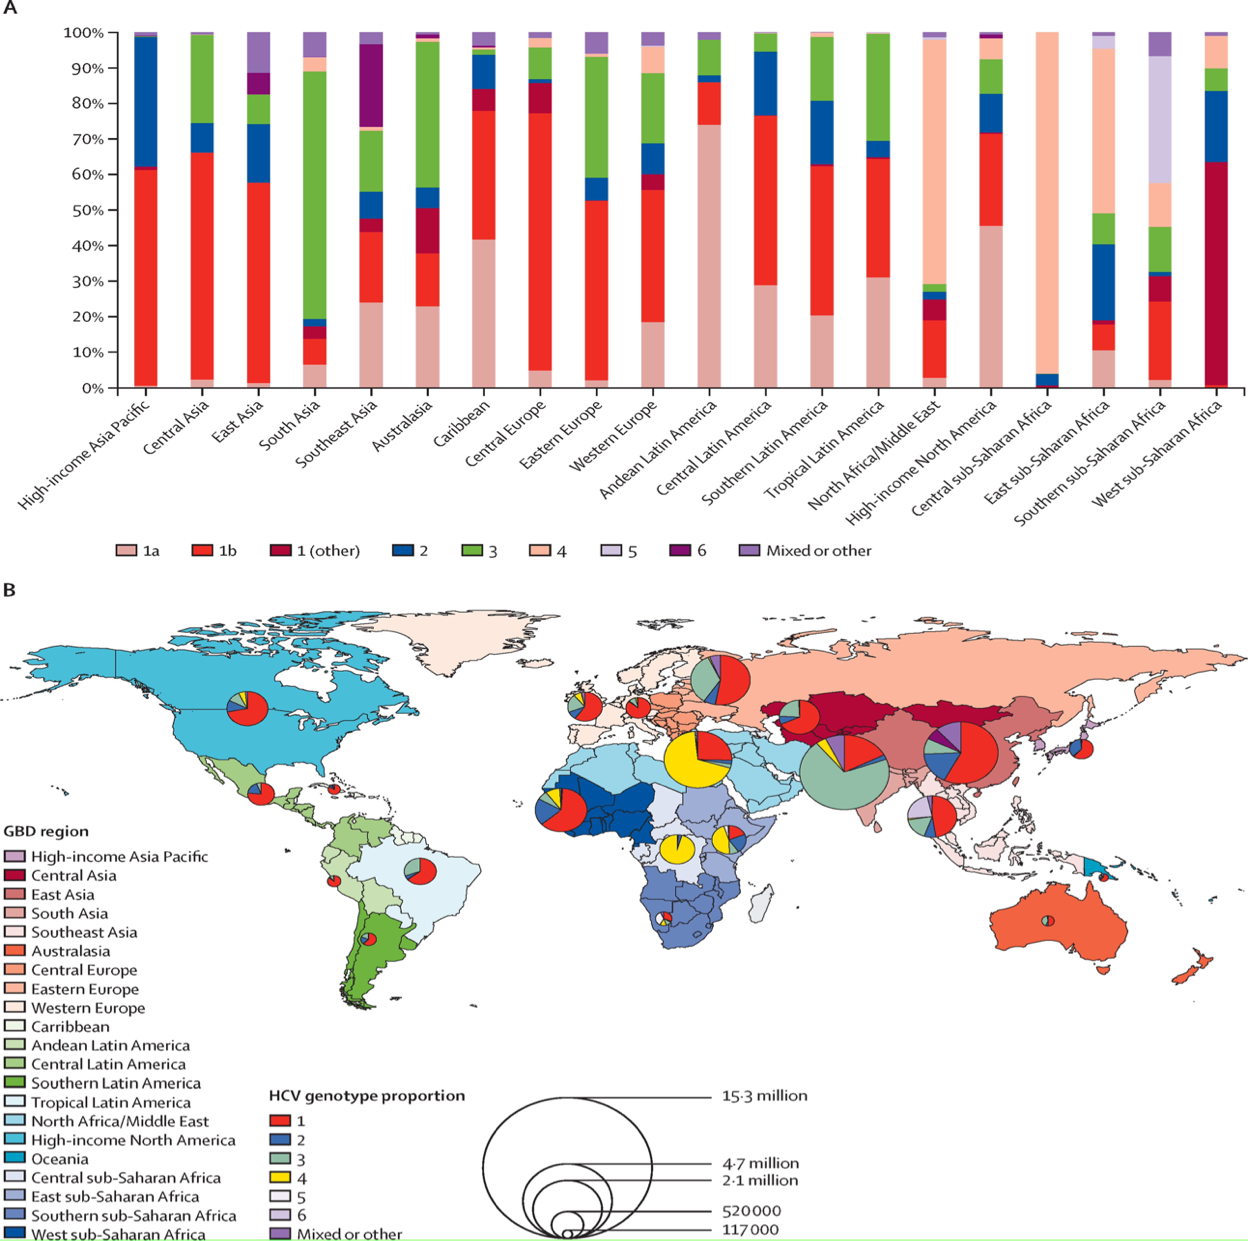 A
100%
90%
80%
70%
60%
50%
40%
30%
20%
10%
0%
High-income Asia Pacific
Central Asia
East Asia
South Asia
Southeast Asia
Australasia
Caribbean
Central Europe
Eastern Europe
Western Europe
Andean Latin America
Central Latin America
Southern Latin America
Tropical Latin America
North Africa/Middle East
High-income North America
Central sub-Saharan Africa
East sub-Saharan Africa
Southern sub-Saharan Africa
West sub-Saharan Africa
1a 1b 1 (other) 2 3 4 5 6 Mixed or other
B
GBD region
High-income Asia Pacific
Central Asia
East Asia
South Asia
Southeast Asia
Australasia
Central Europe
Eastern Europe
Western Europe
Carribbean
Andean Latin America
Central Latin America
Southern Latin America
Tropical Latin America
North Africa/Middle East
High-income North America
Oceania
Central sub-Saharan Africa
East sub-Saharan Africa
Southern sub-Saharan Africa
West sub-Saharan Africa
HCV genotype proportion
1
2
3
4
5
6
Mixed or other
15·3 million
4·7 million
2·1 million
520 000
117 000